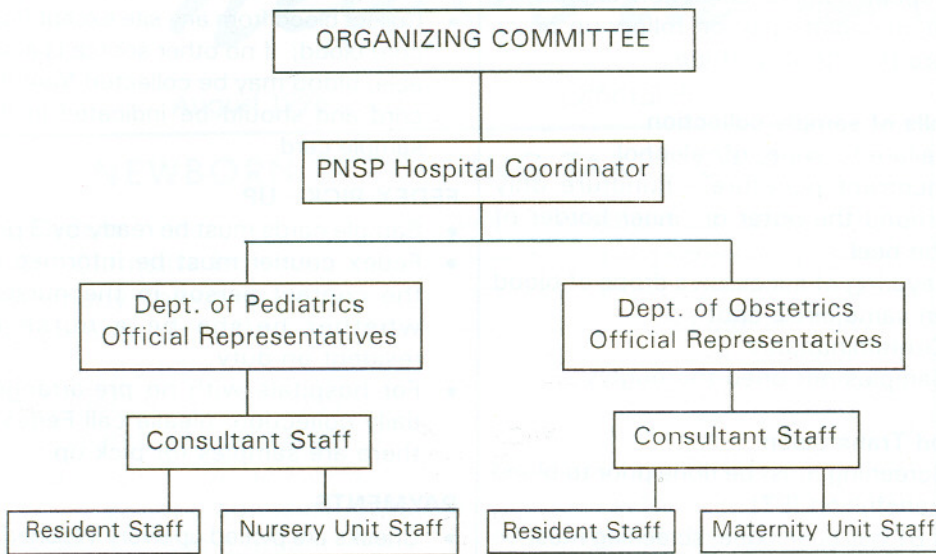 ORGANIZING COMMITTEE
PNSP Hospital Coordinator
Dept. of Pediatrics
Official Representatives
Dept. of Obstetrics
Official Representatives
Consultant Staff
Consultant Staff
Resident Staff
Nursery Unit Staff
Resident Staff
Maternity Unit Staff